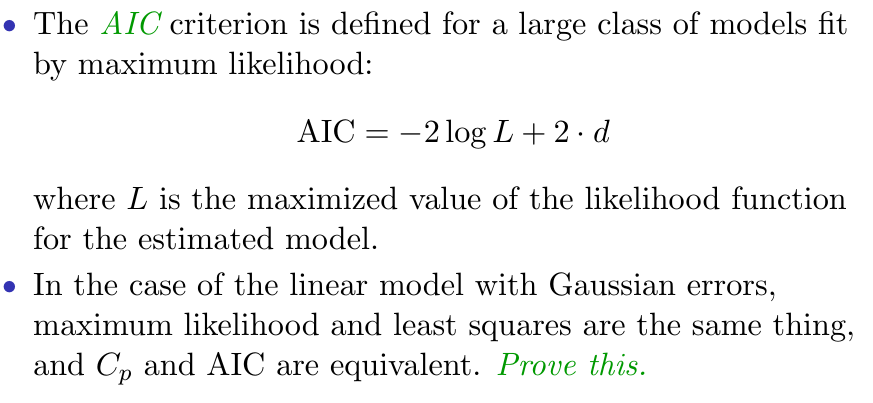 • The AIC criterion is defined for a large class of models fit
by maximum likelihood:
AIC = −2 log L + 2 · d
where L is the maximized value of the likelihood function
for the estimated model.
• In the case of the linear model with Gaussian errors,
maximum likelihood and least squares are the same thing,
and Cₚ and AIC are equivalent. Prove this.